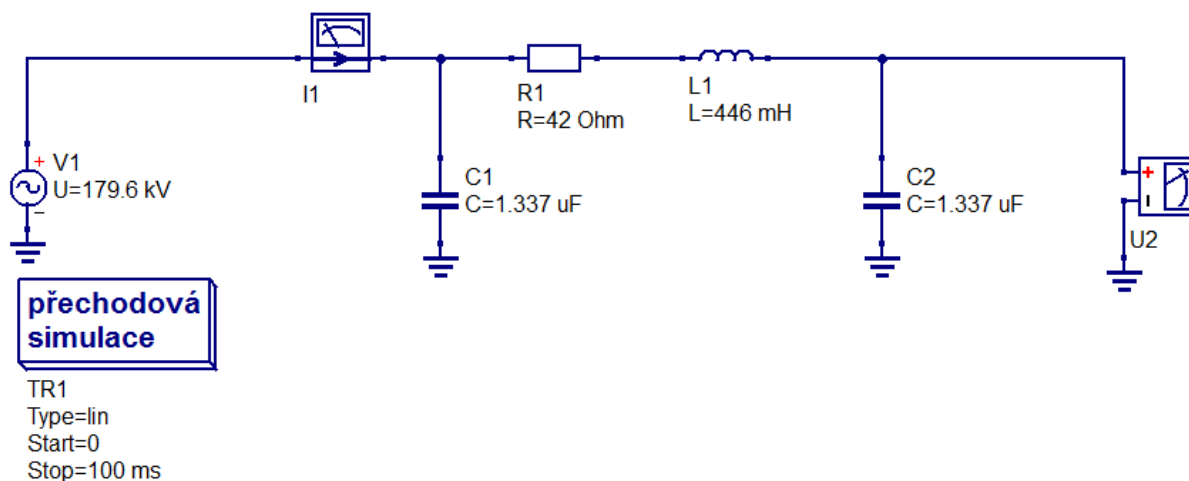 I1
R1
R=42 Ohm
L1
L=446 mH
+
V1
U=179.6 kV
−
C1
C=1.337 uF
C2
C=1.337 uF
+
U2
přechodová
simulace
TR1
Type=lin
Start=0
Stop=100 ms